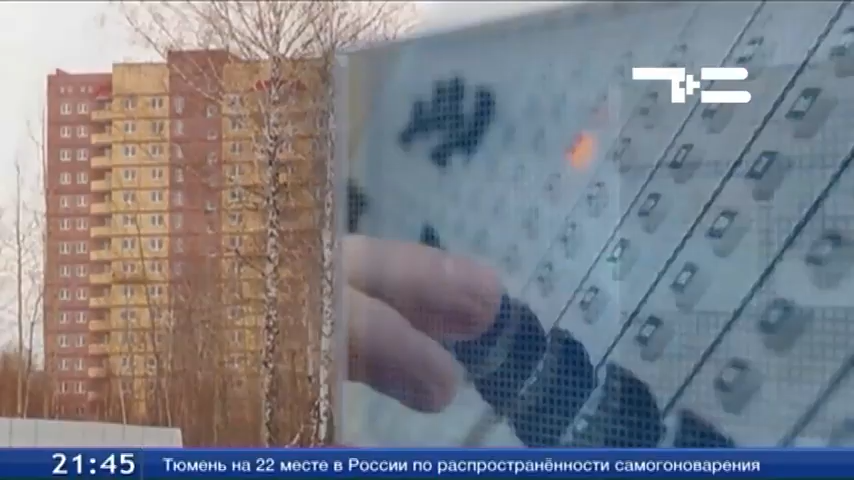 T+B
21:45 Тюмень на 22 месте в России по распространённости самогоноварения